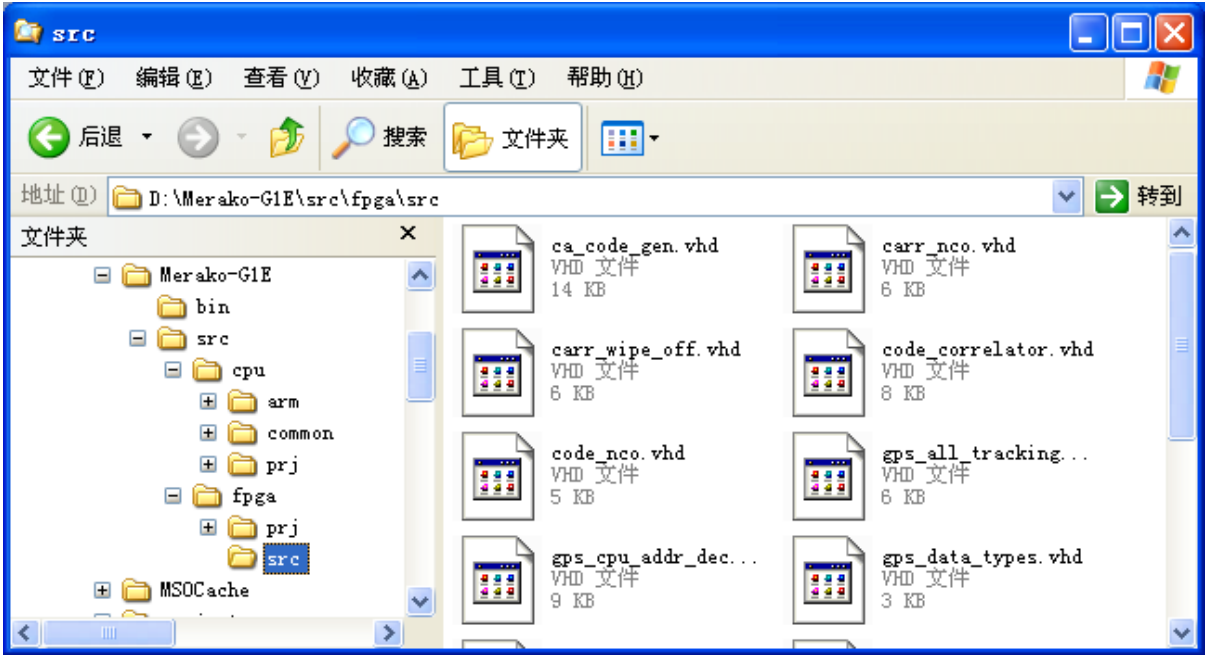 src
文件(F) 编辑(E) 查看(V) 收藏(A) 工具(T) 帮助(H)
后退 搜索 文件夹
地址(D) D:\Merako-G1E\src\fpga\src 转到
文件夹
Merako-G1E
bin
src
cpu
arm
common
prj
fpga
prj
src
MSOCache
ca_code_gen.vhd
VHD 文件
14 KB
carr_nco.vhd
VHD 文件
6 KB
carr_wipe_off.vhd
VHD 文件
6 KB
code_correlator.vhd
VHD 文件
8 KB
code_nco.vhd
VHD 文件
5 KB
gps_all_tracking...
VHD 文件
6 KB
gps_cpu_addr_dec...
VHD 文件
9 KB
gps_data_types.vhd
VHD 文件
3 KB